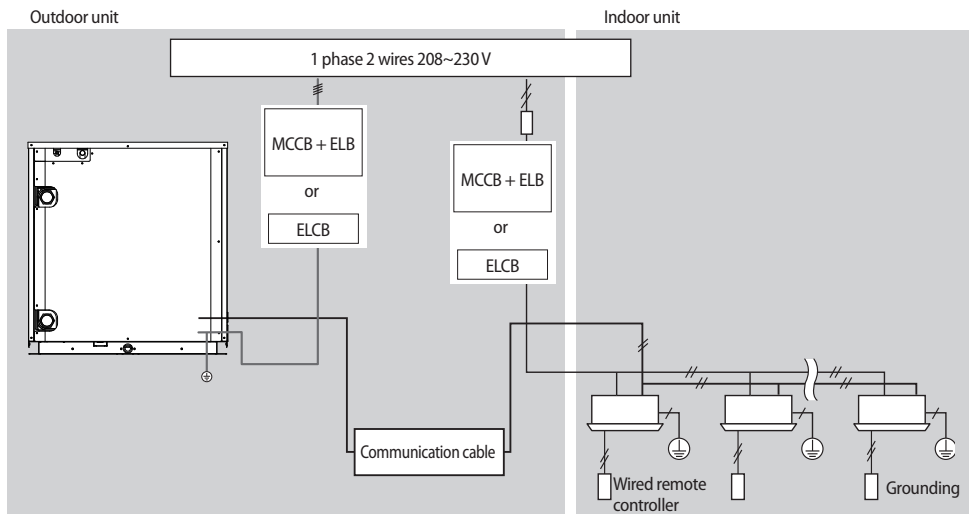 Outdoor unit
Indoor unit
1 phase 2 wires 208~230 V
MCCB + ELB
or
ELCB
MCCB + ELB
or
ELCB
Communication cable
Wired remote
controller
Grounding